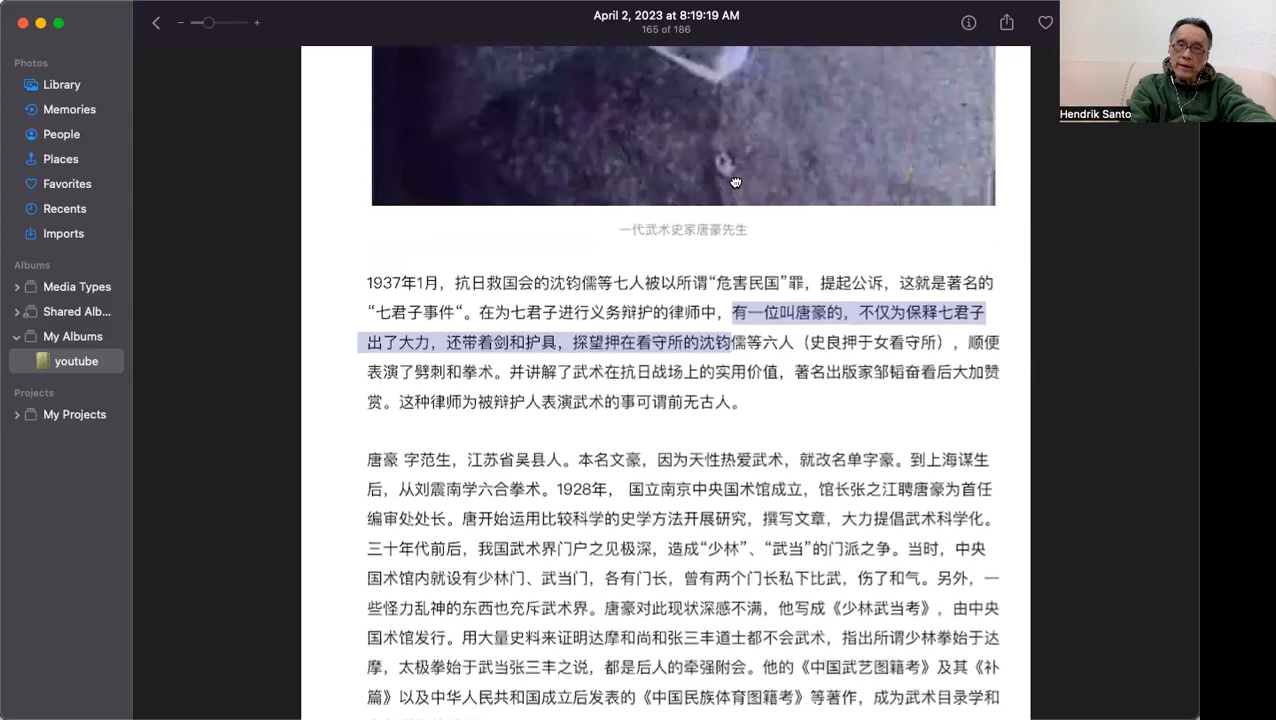 April 2, 2023 at 8:19:19 AM
165 of 186
Photos
Library
Memories
People
Places
Favorites
Recents
Imports
Albums
Media Types
Shared Alb...
My Albums
youtube
Projects
My Projects
Hendrik Santo
一代武术史家唐豪先生
1937年1月，抗日救国会的沈钧儒等七人被以所谓“危害民国”罪，提起公诉，这就是著名的
“七君子事件“。在为七君子进行义务辩护的律师中，有一位叫唐豪的，不仅为保释七君子
出了大力，还带着剑和护具，探望押在看守所的沈钧儒等六人（史良押于女看守所），顺便
表演了劈刺和拳术。并讲解了武术在抗日战场上的实用价值，著名出版家邹韬奋看后大加赞
赏。这种律师为被辩护人表演武术的事可谓前无古人。
唐豪 字范生，江苏省吴县人。本名文豪，因为天性热爱武术，就改名单字豪。到上海谋生
后，从刘震南学六合拳术。1928年， 国立南京中央国术馆成立，馆长张之江聘唐豪为首任
编审处处长。唐开始运用比较科学的史学方法开展研究，撰写文章，大力提倡武术科学化。
三十年代前后，我国武术界门户之见极深，造成“少林”、“武当”的门派之争。当时，中央
国术馆内就设有少林门、武当门，各有门长，曾有两个门长私下比武，伤了和气。另外，一
些怪力乱神的东西也充斥武术界。唐豪对此现状深感不满，他写成《少林武当考》，由中央
国术馆发行。用大量史料来证明达摩和尚和张三丰道士都不会武术，指出所谓少林拳始于达
摩，太极拳始于武当张三丰之说，都是后人的牵强附会。他的《中国武艺图籍考》及其《补
篇》以及中华人民共和国成立后发表的《中国民族体育图籍考》等著作，成为武术目录学和